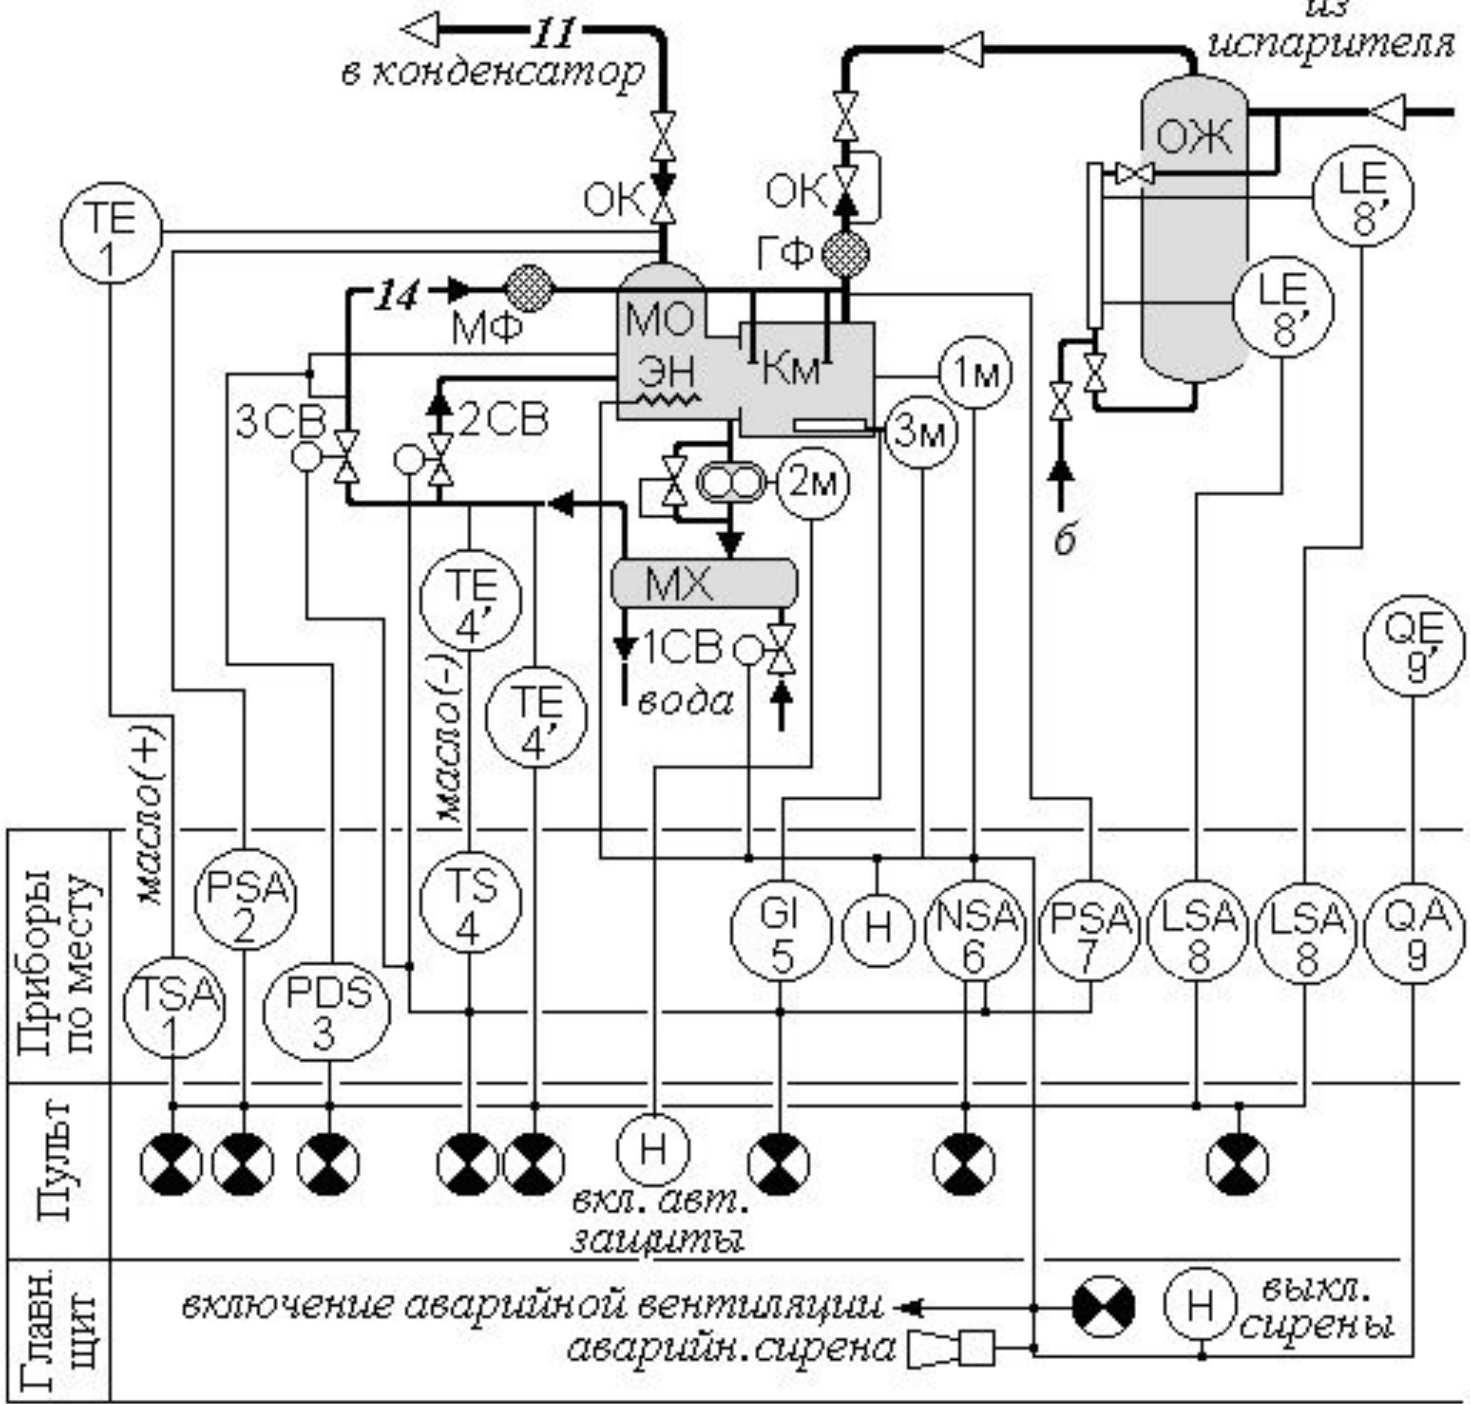 из
испарителя
11
в конденсатор
ОЖ
LE
8'
TE
1
ОК
ОК
ГФ
LE
8'
14
МФ
МО
ЭН
Км
1м
3СВ
2СВ
3м
2м
б
МХ
TE
4'
QE
9'
1СВ
вода
TE
4'
масло(+)
масло(-)
Приборы
по месту
PSA
2
TS
4
GI
5
H
NSA
6
PSA
7
LSA
8
LSA
8
QA
9
TSA
1
PDS
3
Пульт
H
вкл. авт.
защиты
Главн.
щит
включение аварийной вентиляции
аварийн.сирена
H
выкл.
сирены